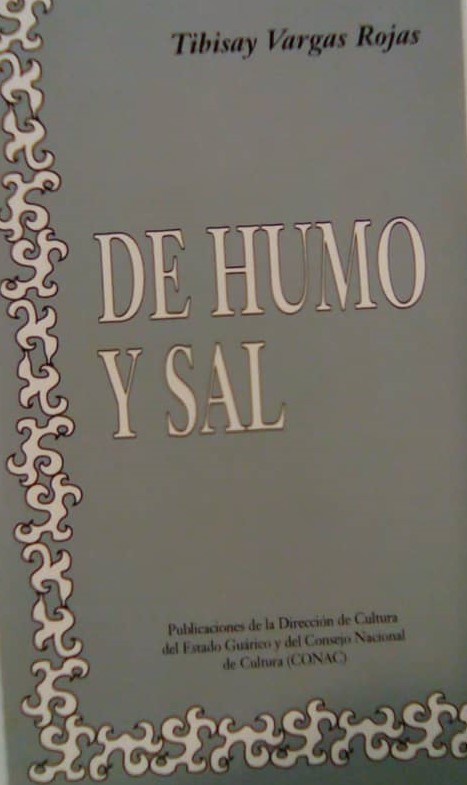 Tibisay Vargas Rojas
DE HUMO
Y SAL
Publicaciones de la Dirección de Cultura
del Estado Guárico y del Consejo Nacional
de Cultura (CONAC)